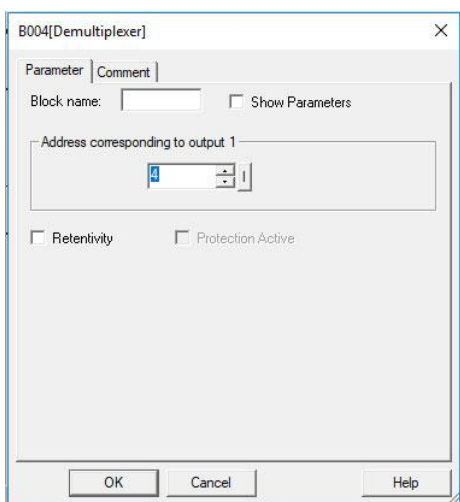 B004[Demultiplexer]
Parameter Comment
Block name: Show Parameters
Address corresponding to output 1
4
Retentivity Protection Active
OK Cancel Help